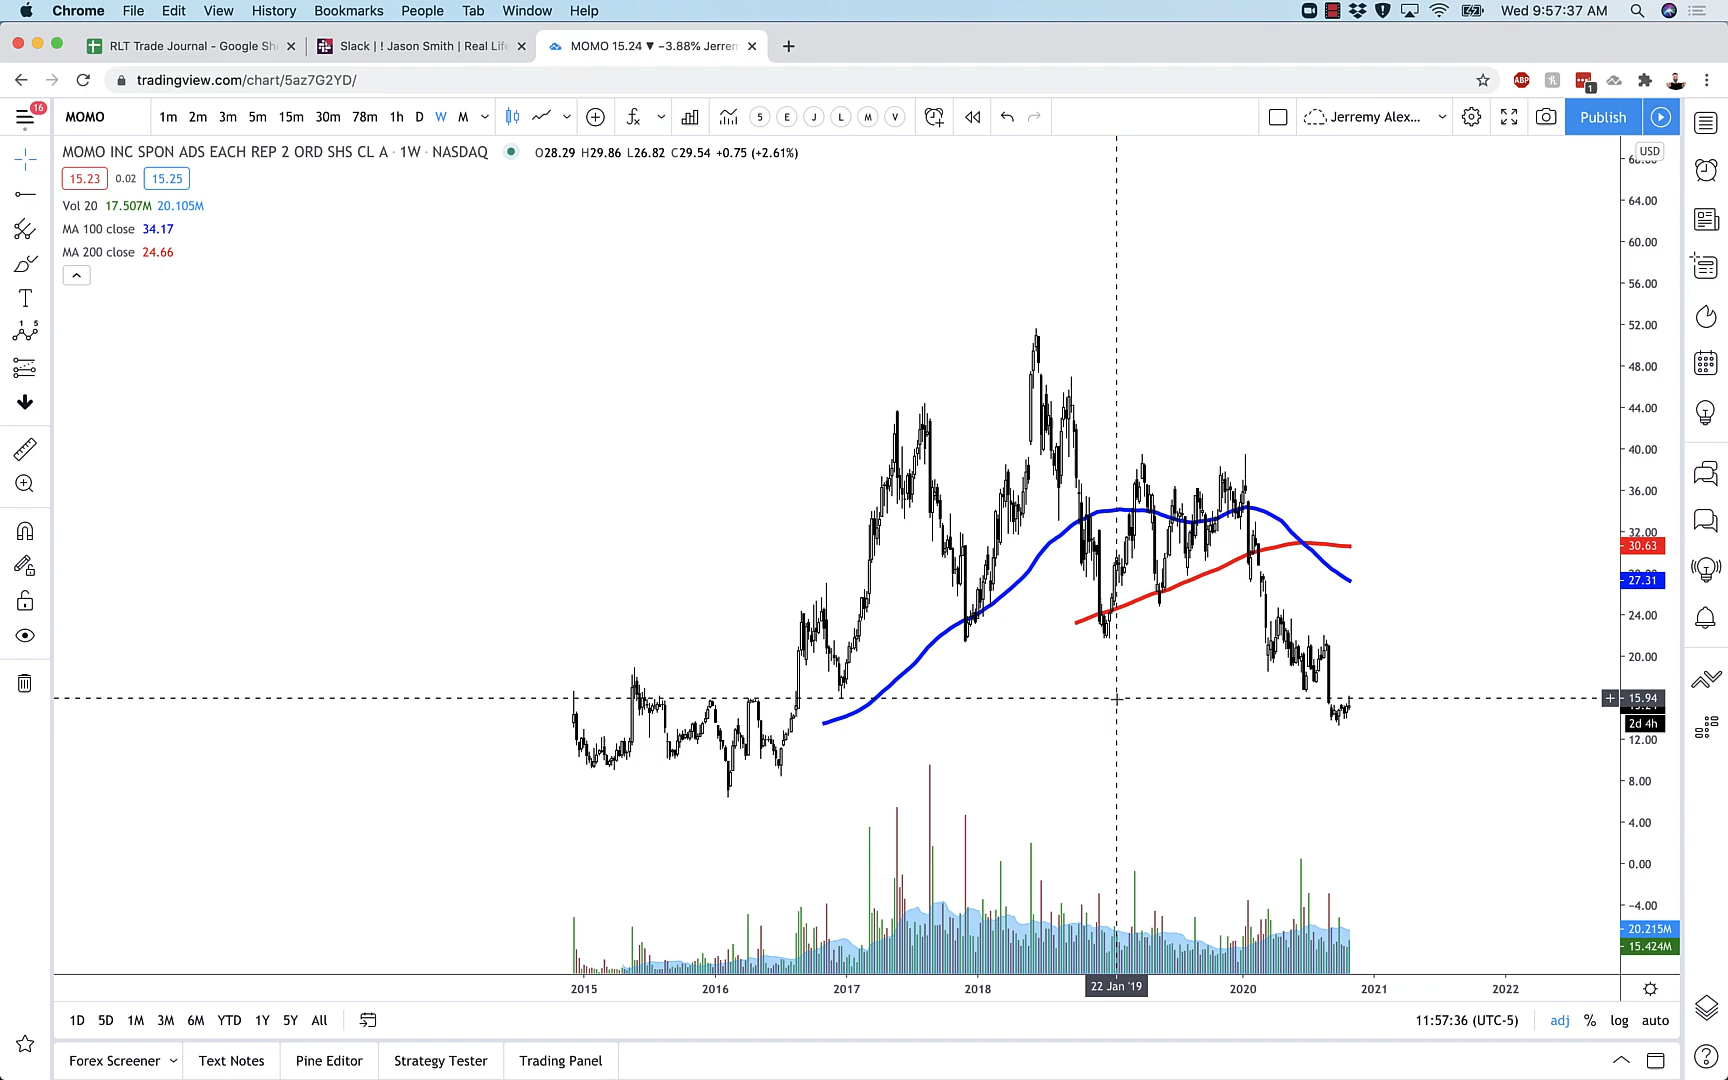 Chrome File Edit View History Bookmarks People Tab Window Help Wed 9:57:37 AM
RLT Trade Journal - Google She Slack | ! Jason Smith | Real Life MOMO 15.24 ▼ −3.88% Jerrem
tradingview.com/chart/5az7G2YD/ ABP 1
16 MOMO 1m 2m 3m 5m 15m 30m 78m 1h D W M 5 E J L M V Jeremy Alex... Publish
MOMO INC SPON ADS EACH REP 2 ORD SHS CL A · 1W · NASDAQ O28.29 H29.86 L26.82 C29.54 +0.75 (+2.61%) USD
15.23 0.02 15.25
Vol 20 17.507M 20.105M
MA 100 close 34.17
MA 200 close 24.66
64.00
60.00
56.00
52.00
48.00
44.00
40.00
36.00
32.00
30.63
27.31
24.00
20.00
15.94
2d 4h
12.00
8.00
4.00
0.00
−4.00
20.215M
15.424M
2015 2016 2017 2018 22 Jan '19 2020 2021 2022
1D 5D 1M 3M 6M YTD 1Y 5Y All 11:57:36 (UTC-5) adj % log auto
Forex Screener Text Notes Pine Editor Strategy Tester Trading Panel